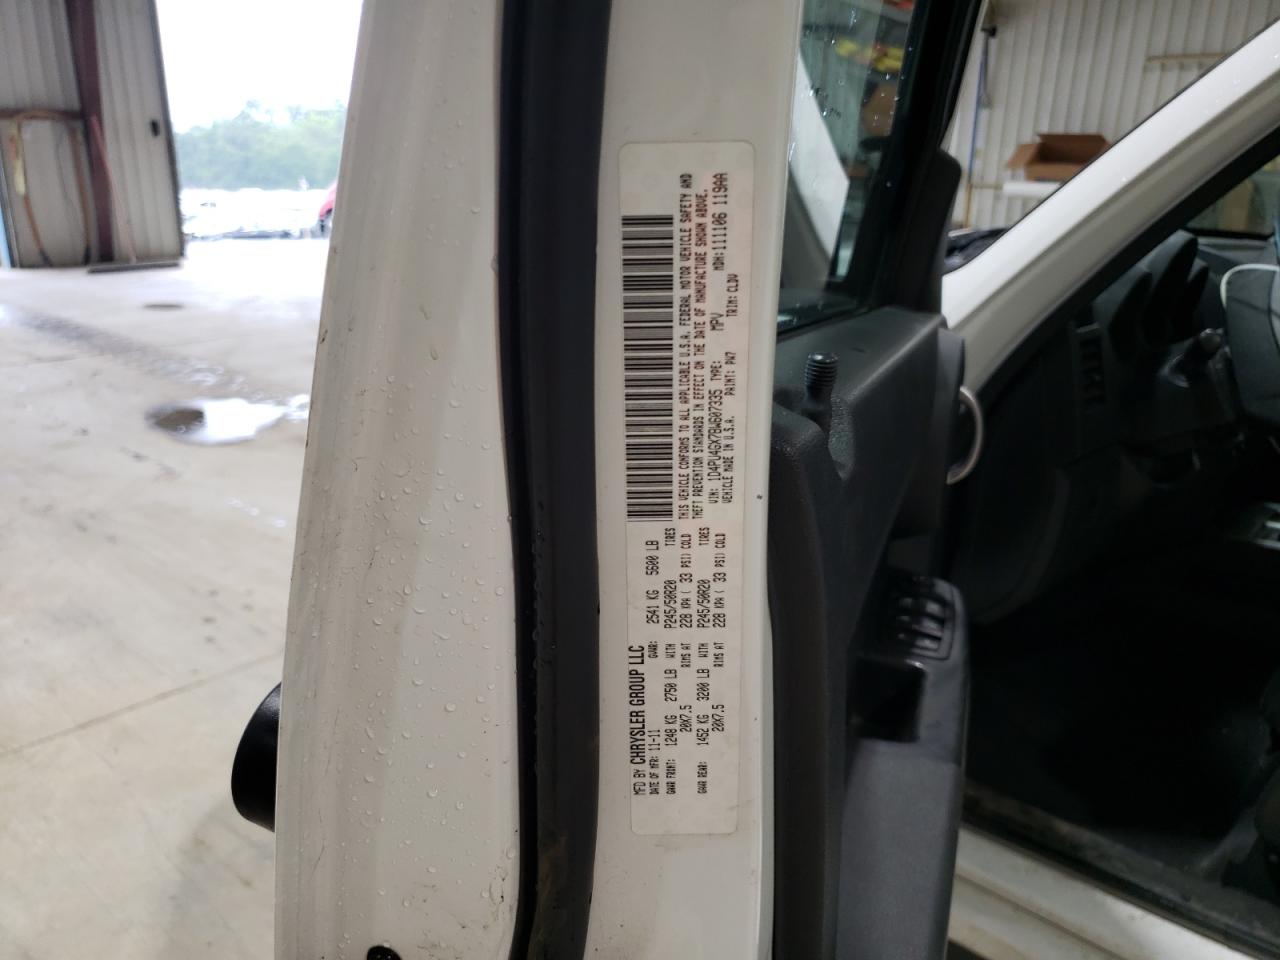 MFD BY CHRYSLER GROUP LLC
DATE OF MFR: 11-11 GVWR: 2541 KG 5600 LB
GAWR FRONT: 1248 KG 2750 LB WITH P245/50R20 TIRES
20X7.5 RIMS AT 228 KPA ( 33 PSI) COLD
GAWR REAR: 1452 KG 3200 LB WITH P245/50R20 TIRES
20X7.5 RIMS AT 228 KPA ( 33 PSI) COLD
THIS VEHICLE CONFORMS TO ALL APPLICABLE U.S.A. FEDERAL MOTOR VEHICLE SAFETY AND
THEFT PREVENTION STANDARDS IN EFFECT ON THE DATE OF MANUFACTURE SHOWN ABOVE.
VIN: 1D4PU4GX7BW607335 TYPE: MPV MDH: 111106 119AA
VEHICLE MADE IN U.S.A. PAINT: PW7 TRIM: CLDV